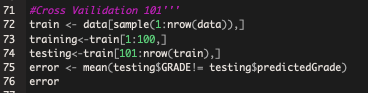 71 #Cross Vailidation 101'''
72 train <- data[sample(1:nrow(data)),]
73 training<-train[1:100,]
74 testing<-train[101:nrow(train),]
75 error <- mean(testing$GRADE!= testing$predictedGrade)
76 error